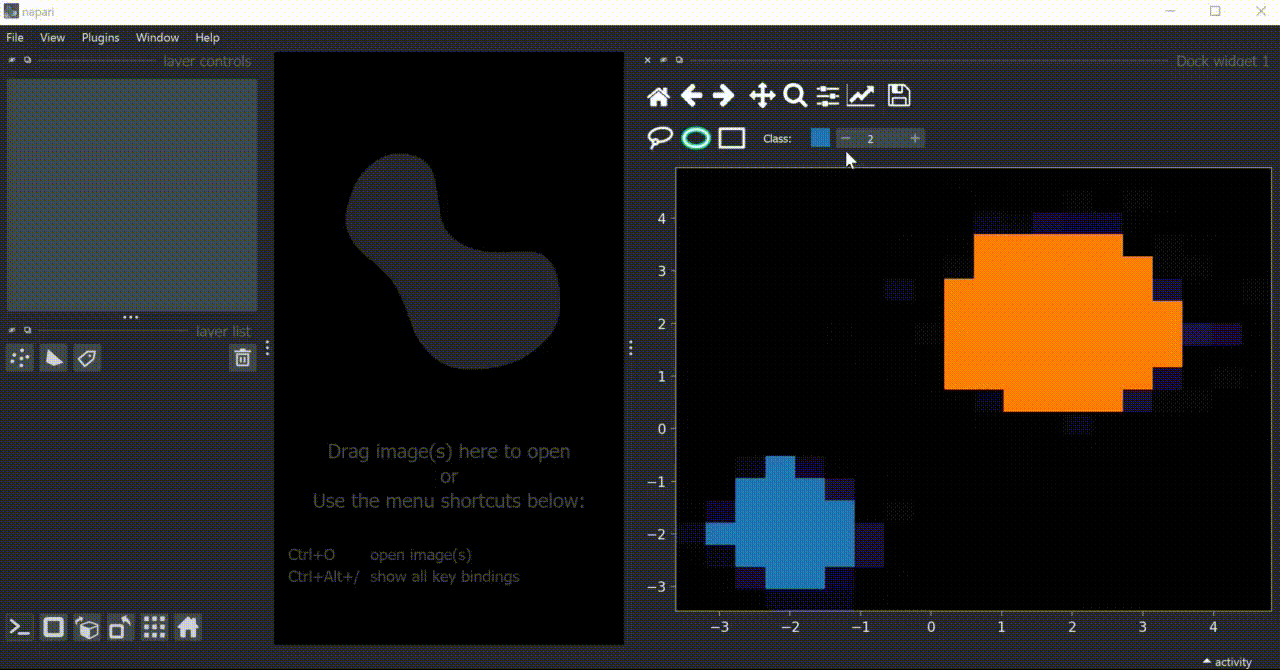 napari
File View Plugins Window Help
layer controls
layer list
Drag image(s) here to open
or
Use the menu shortcuts below:
Ctrl+O open image(s)
Ctrl+Alt+/ show all key bindings
Dock widget 1
Class: 2
4
3
2
1
0
−1
−2
−3
−3 −2 −1 0 1 2 3 4
activity